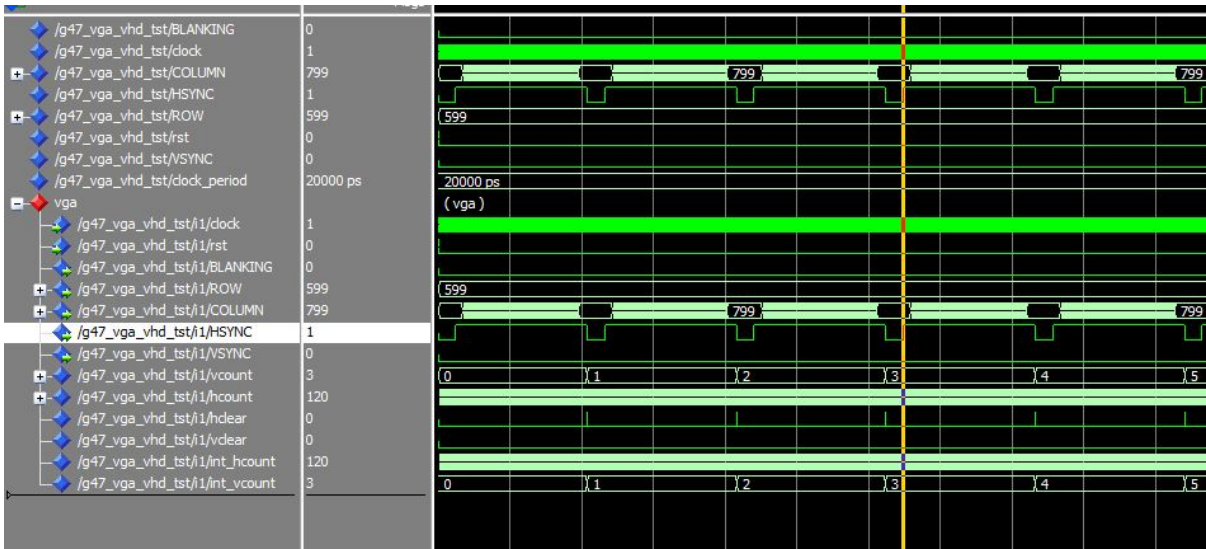 /g47_vga_vhd_tst/BLANKING 0
/g47_vga_vhd_tst/clock 1
/g47_vga_vhd_tst/COLUMN 799 799 799
/g47_vga_vhd_tst/HSYNC 1
/g47_vga_vhd_tst/ROW 599 599
/g47_vga_vhd_tst/rst 0
/g47_vga_vhd_tst/VSYNC 0
/g47_vga_vhd_tst/clock_period 20000 ps 20000 ps
vga ( vga )
/g47_vga_vhd_tst/i1/clock 1
/g47_vga_vhd_tst/i1/rst 0
/g47_vga_vhd_tst/i1/BLANKING 0
/g47_vga_vhd_tst/i1/ROW 599 599
/g47_vga_vhd_tst/i1/COLUMN 799 799 799
/g47_vga_vhd_tst/i1/HSYNC 1
/g47_vga_vhd_tst/i1/VSYNC 0
/g47_vga_vhd_tst/i1/vcount 3 0 1 2 3 4 5
/g47_vga_vhd_tst/i1/hcount 120
/g47_vga_vhd_tst/i1/hclear 0
/g47_vga_vhd_tst/i1/vclear 0
/g47_vga_vhd_tst/i1/int_hcount 120
/g47_vga_vhd_tst/i1/int_vcount 3 0 1 2 3 4 5